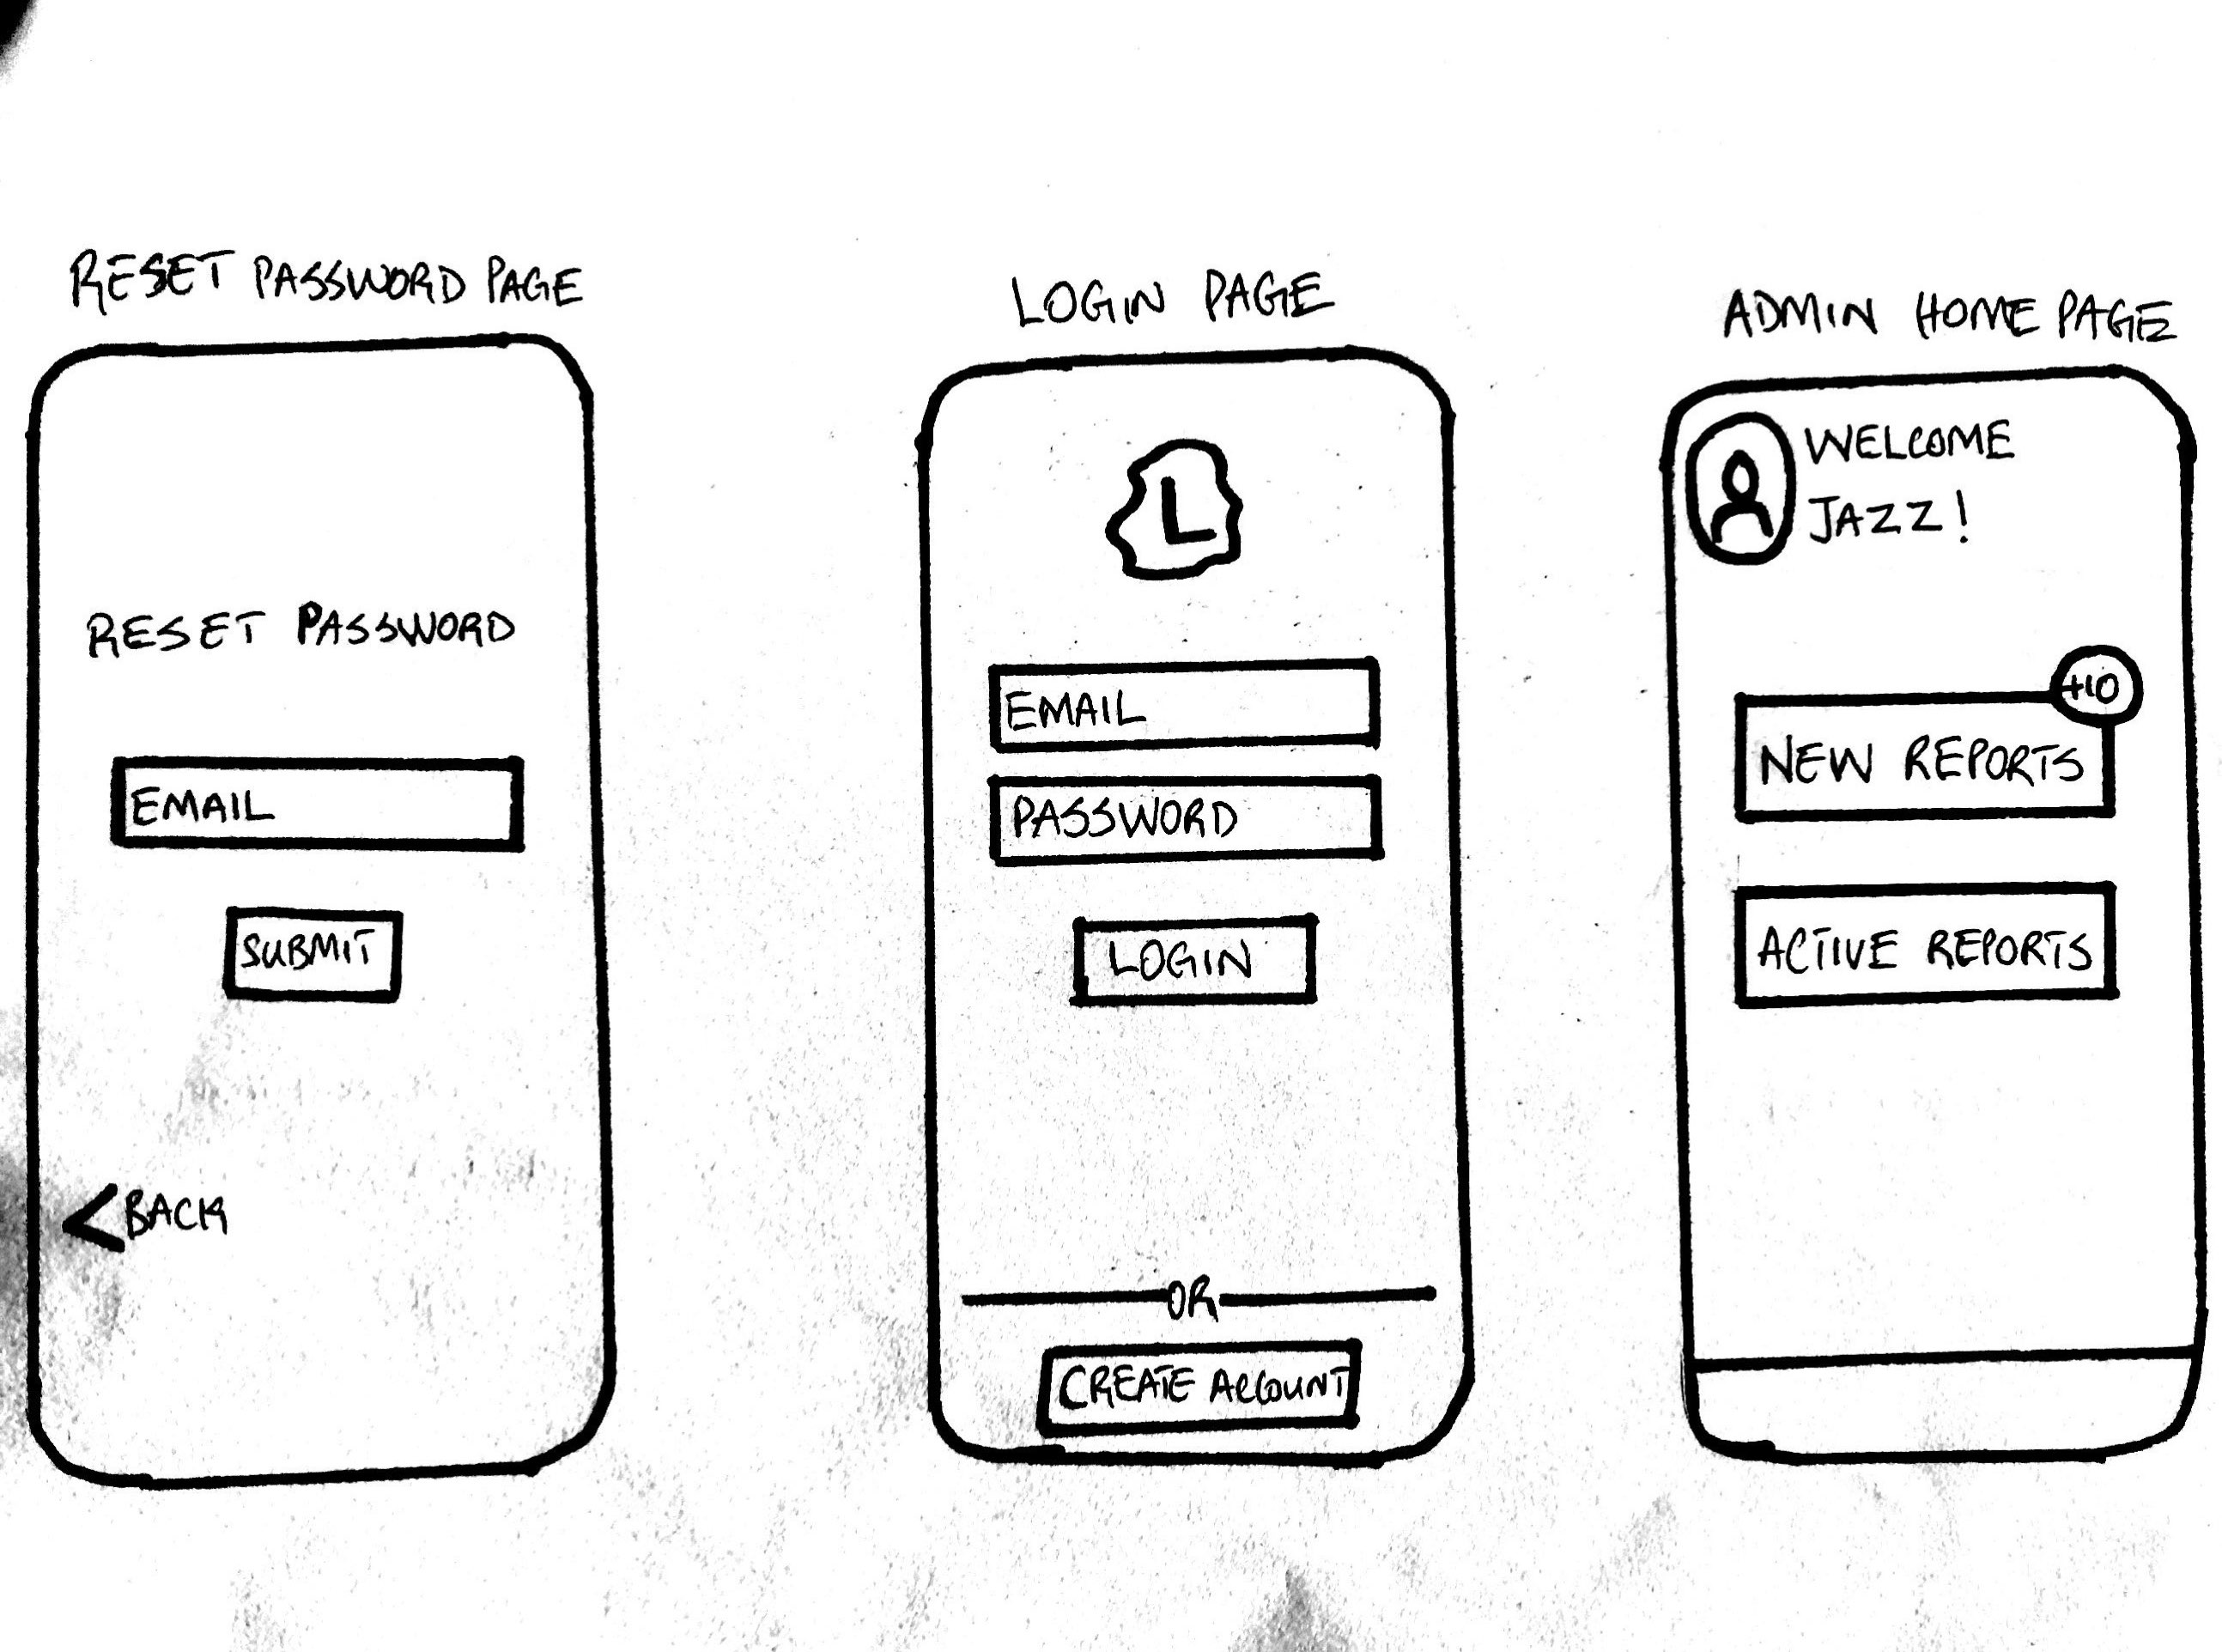 RESET PASSWORD PAGE
RESET PASSWORD
EMAIL
SUBMIT
<BACK
LOGIN PAGE
L
EMAIL
PASSWORD
LOGIN
OR
CREATE ACCOUNT
ADMIN HOME PAGE
WELCOME
JAZZ!
+10
NEW REPORTS
ACTIVE REPORTS